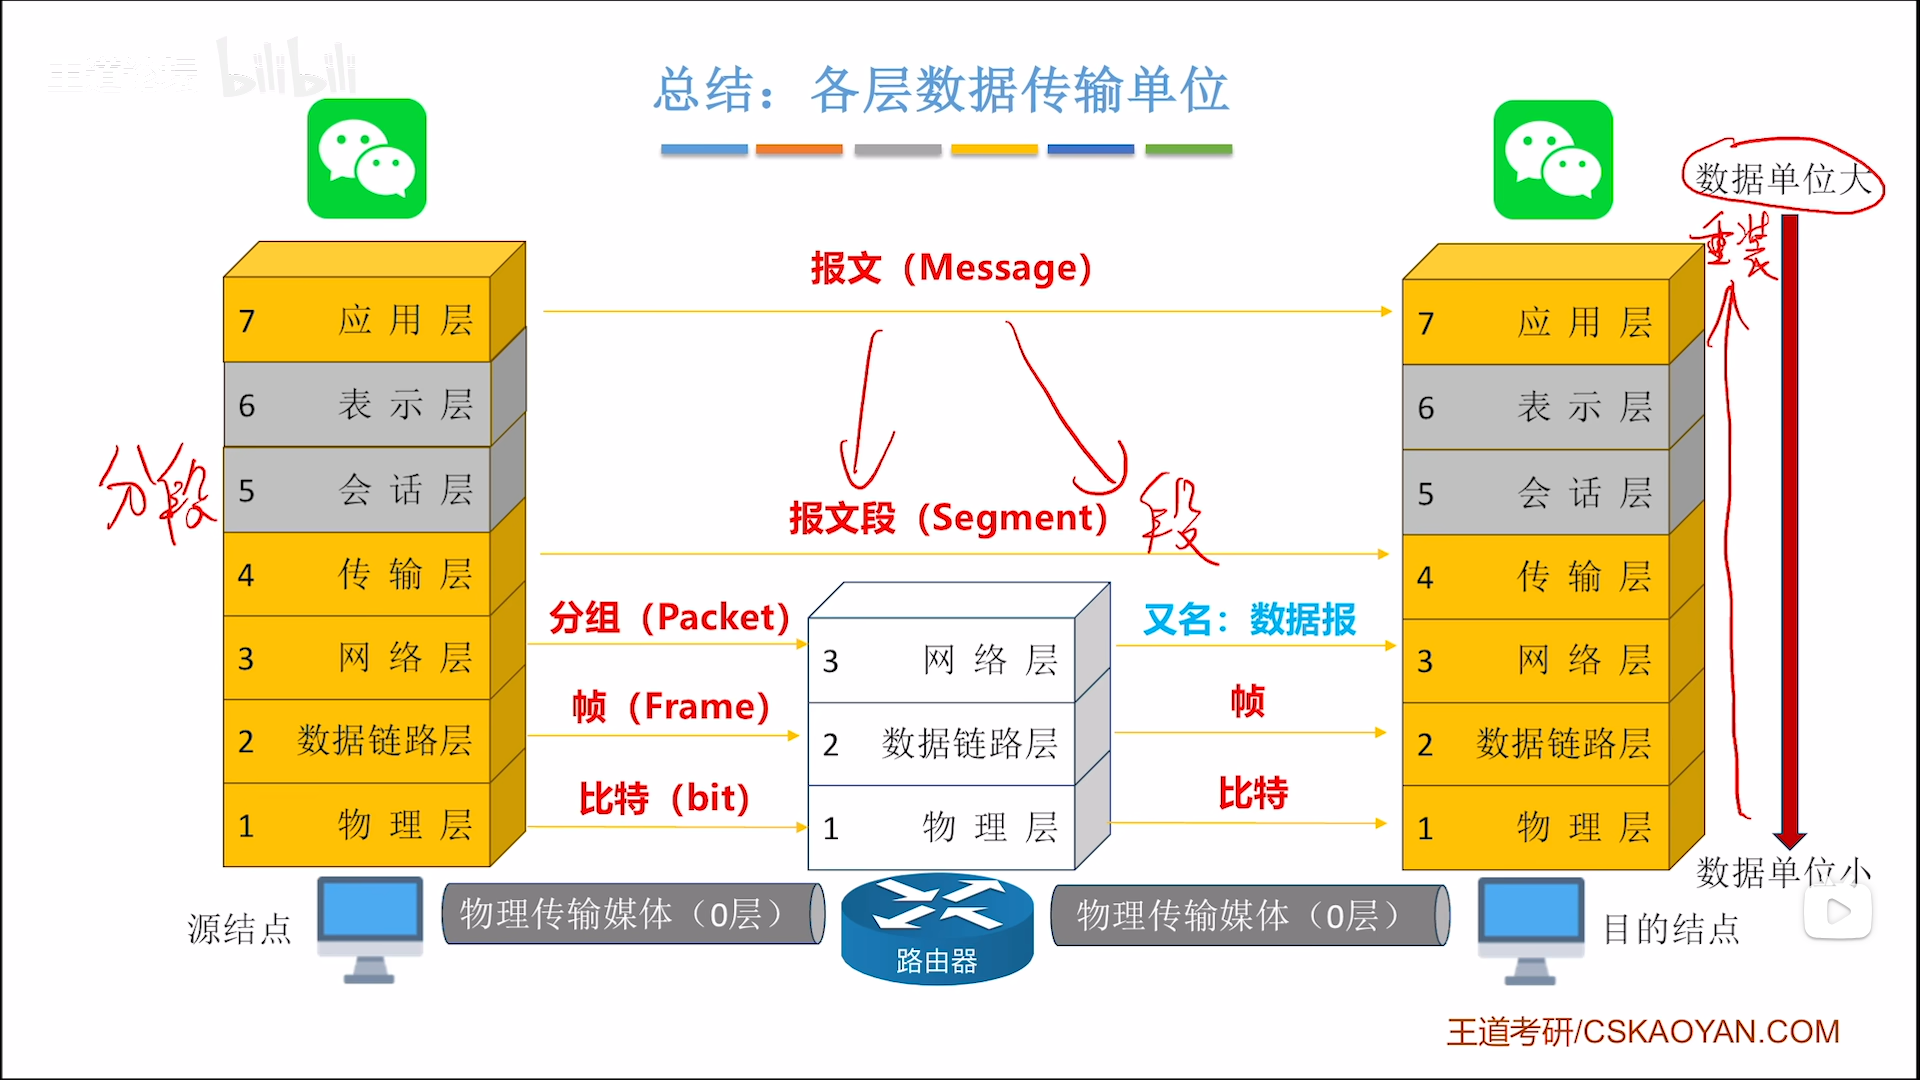 王道论坛 bilibili
总结：各层数据传输单位
数据单位大
重装
报文（Message）
7 应用层
7 应用层
6 表示层
6 表示层
分段
5 会话层
5 会话层
报文段（Segment）
段
4 传输层
4 传输层
分组（Packet）
又名：数据报
3 网络层
3 网络层
3 网络层
帧（Frame）
帧
2 数据链路层
2 数据链路层
2 数据链路层
比特（bit）
比特
1 物理层
1 物理层
1 物理层
数据单位小
源结点
物理传输媒体（0层）
路由器
物理传输媒体（0层）
目的结点
王道考研/CSKAOYAN.COM